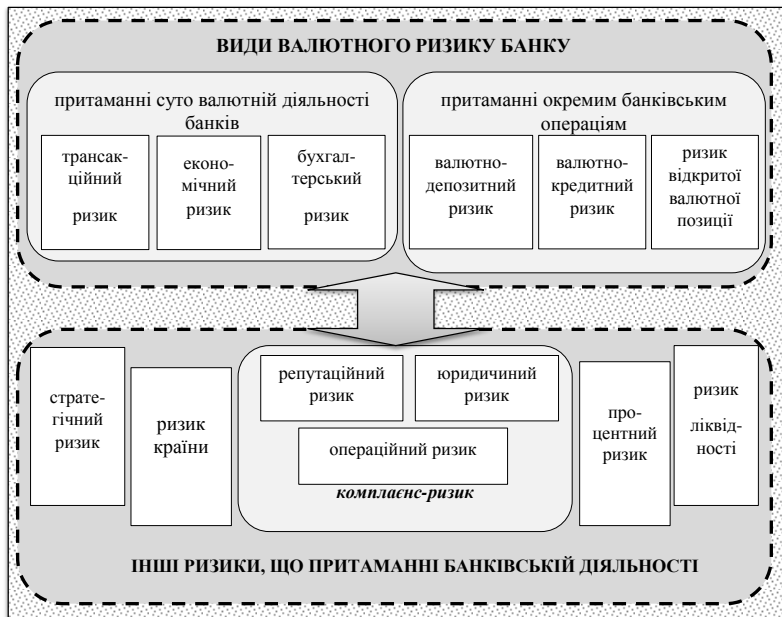 ВИДИ ВАЛЮТНОГО РИЗИКУ БАНКУ
притаманні суто валютній діяльності
банків
трансак-
ційний
ризик
еконо-
мічний
ризик
бухгал-
терський
ризик
притаманні окремим банківським
операціям
валютно-
депозитний
ризик
валютно-
кредитний
ризик
ризик
відкритої
валютної
позиції
страте-
гічний
ризик
ризик
країни
репутаційний
ризик
юридичиний
ризик
операційний ризик
комплаєнс-ризик
про-
центний
ризик
ризик
ліквід-
ності
ІНШІ РИЗИКИ, ЩО ПРИТАМАННІ БАНКІВСЬКІЙ ДІЯЛЬНОСТІ